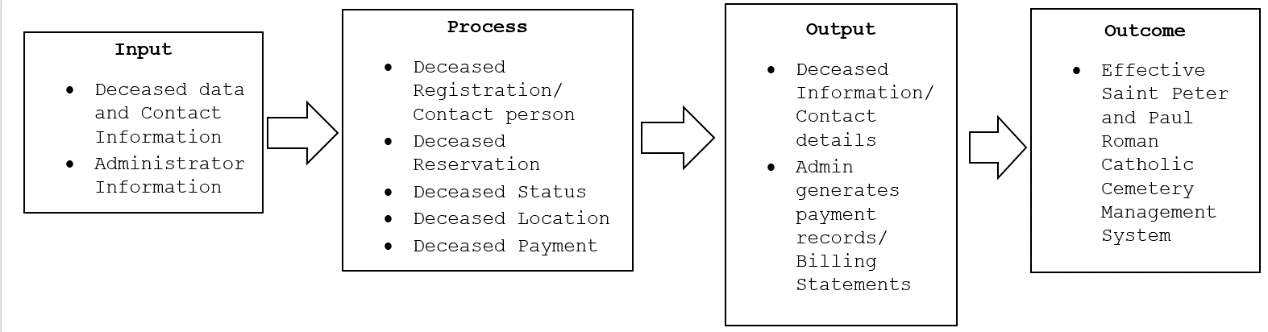 Input
• Deceased data
and Contact
Information
• Administrator
Information
Process
• Deceased
Registration/
Contact person
• Deceased
Reservation
• Deceased Status
• Deceased Location
• Deceased Payment
Output
• Deceased
Information/
Contact
details
• Admin
generates
payment
records/
Billing
Statements
Outcome
• Effective
Saint Peter
and Paul
Roman
Catholic
Cemetery
Management
System